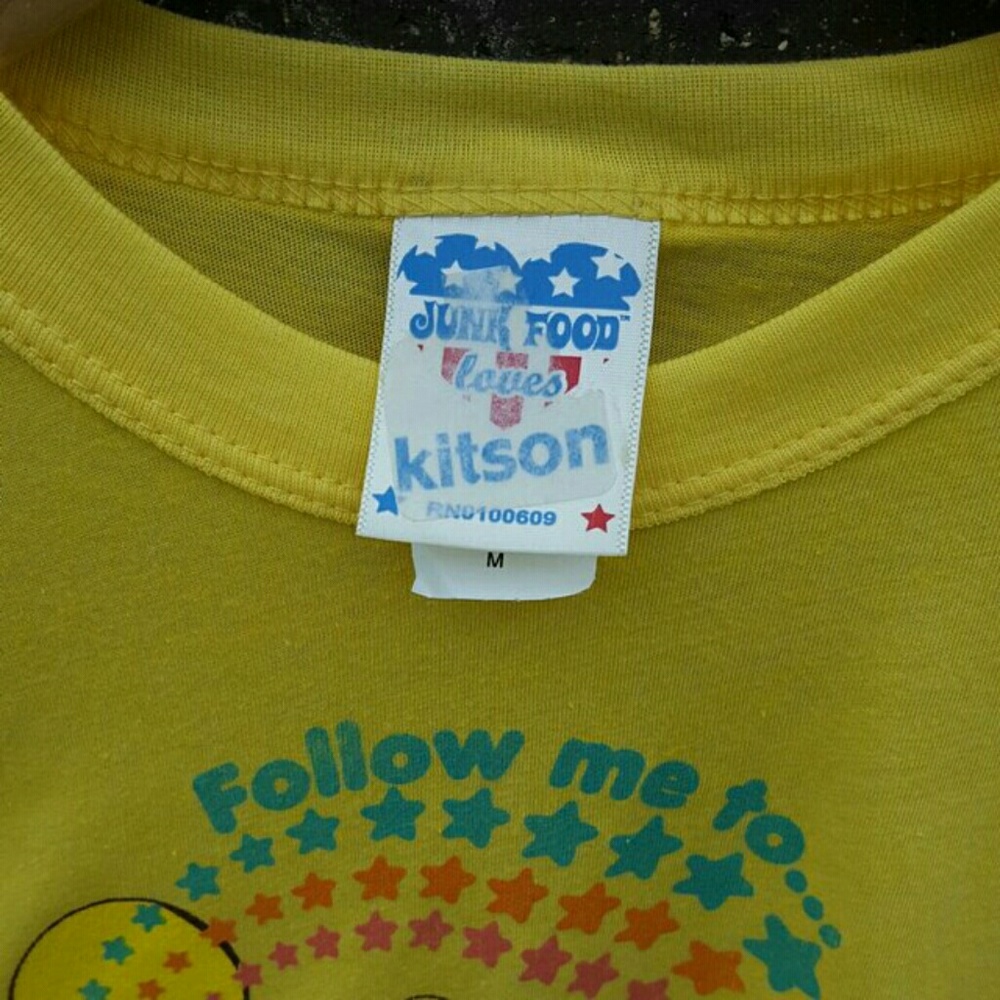 JUNK FOOD™
loves
kitson
RN0100609
M
Follow me to...